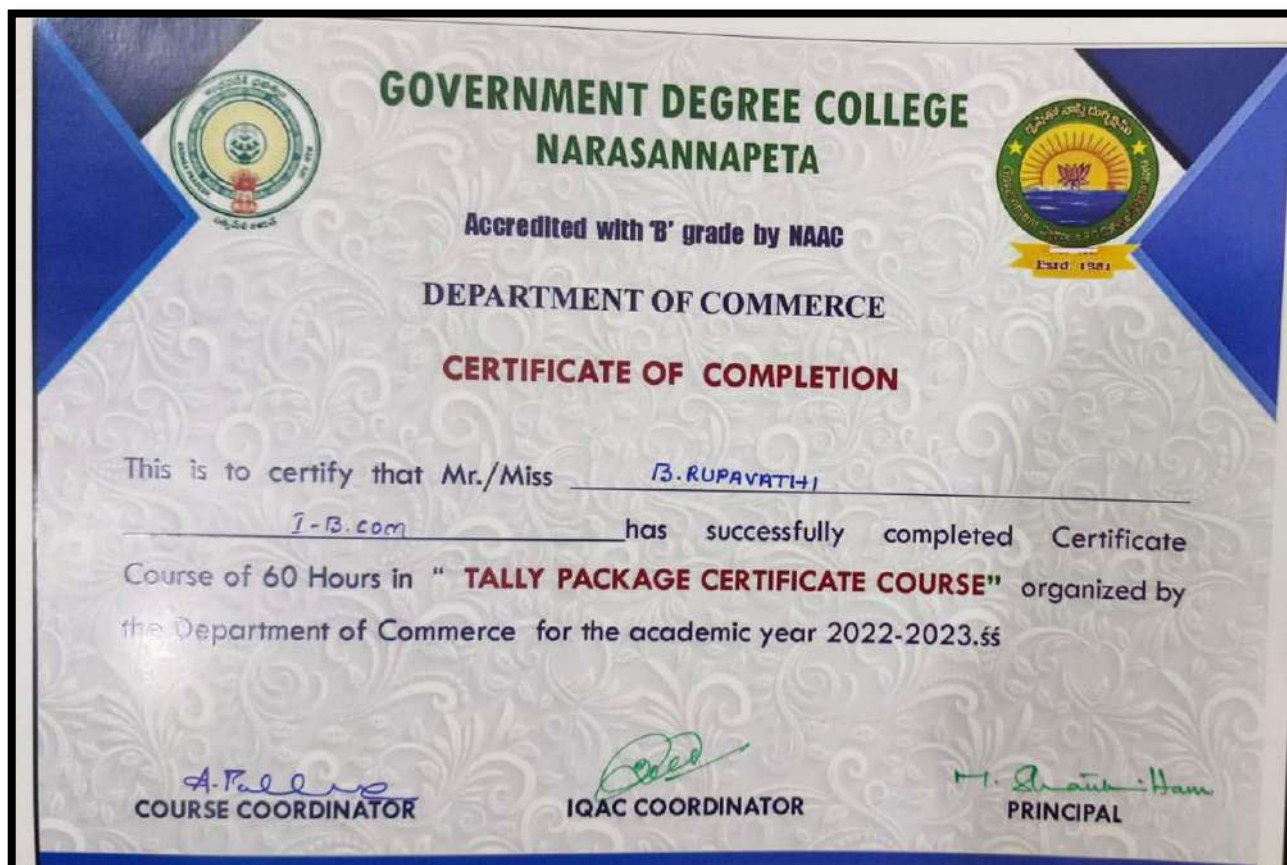 GOVERNMENT DEGREE COLLEGE
NARASANNAPETA
Accredited with 'B' grade by NAAC
Estd 1981
DEPARTMENT OF COMMERCE
CERTIFICATE OF COMPLETION
This is to certify that Mr./Miss B.RUPAVATHI
I-B.com has successfully completed Certificate
Course of 60 Hours in “ TALLY PACKAGE CERTIFICATE COURSE” organized by
the Department of Commerce for the academic year 2022-2023.śś
COURSE COORDINATOR IQAC COORDINATOR PRINCIPAL